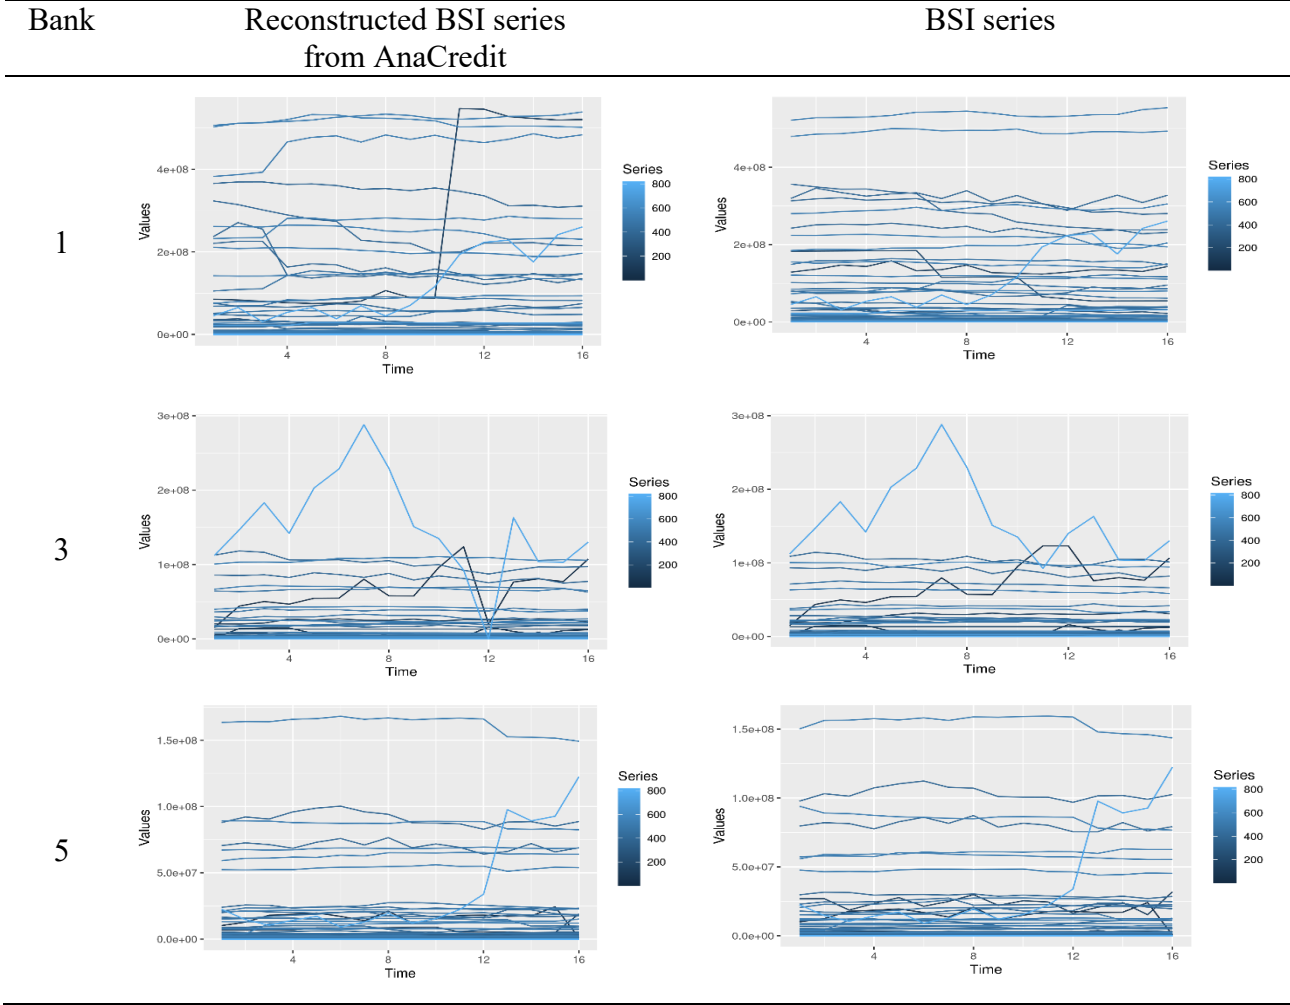 Bank Reconstructed BSI series BSI series
from AnaCredit
1
Values
4e+08
2e+08
0e+00
4 8 12 16
Time
Series
800
600
400
200
Values
4e+08
2e+08
0e+00
4 8 12 16
Time
Series
800
600
400
200
3
Values
3e+08
2e+08
1e+08
0e+00
4 8 12 16
Time
Series
800
600
400
200
Values
3e+08
2e+08
1e+08
0e+00
4 8 12 16
Time
Series
800
600
400
200
5
Values
1.5e+08
1.0e+08
5.0e+07
0.0e+00
4 8 12 16
Time
Series
800
600
400
200
Values
1.5e+08
1.0e+08
5.0e+07
0.0e+00
4 8 12 16
Time
Series
800
600
400
200